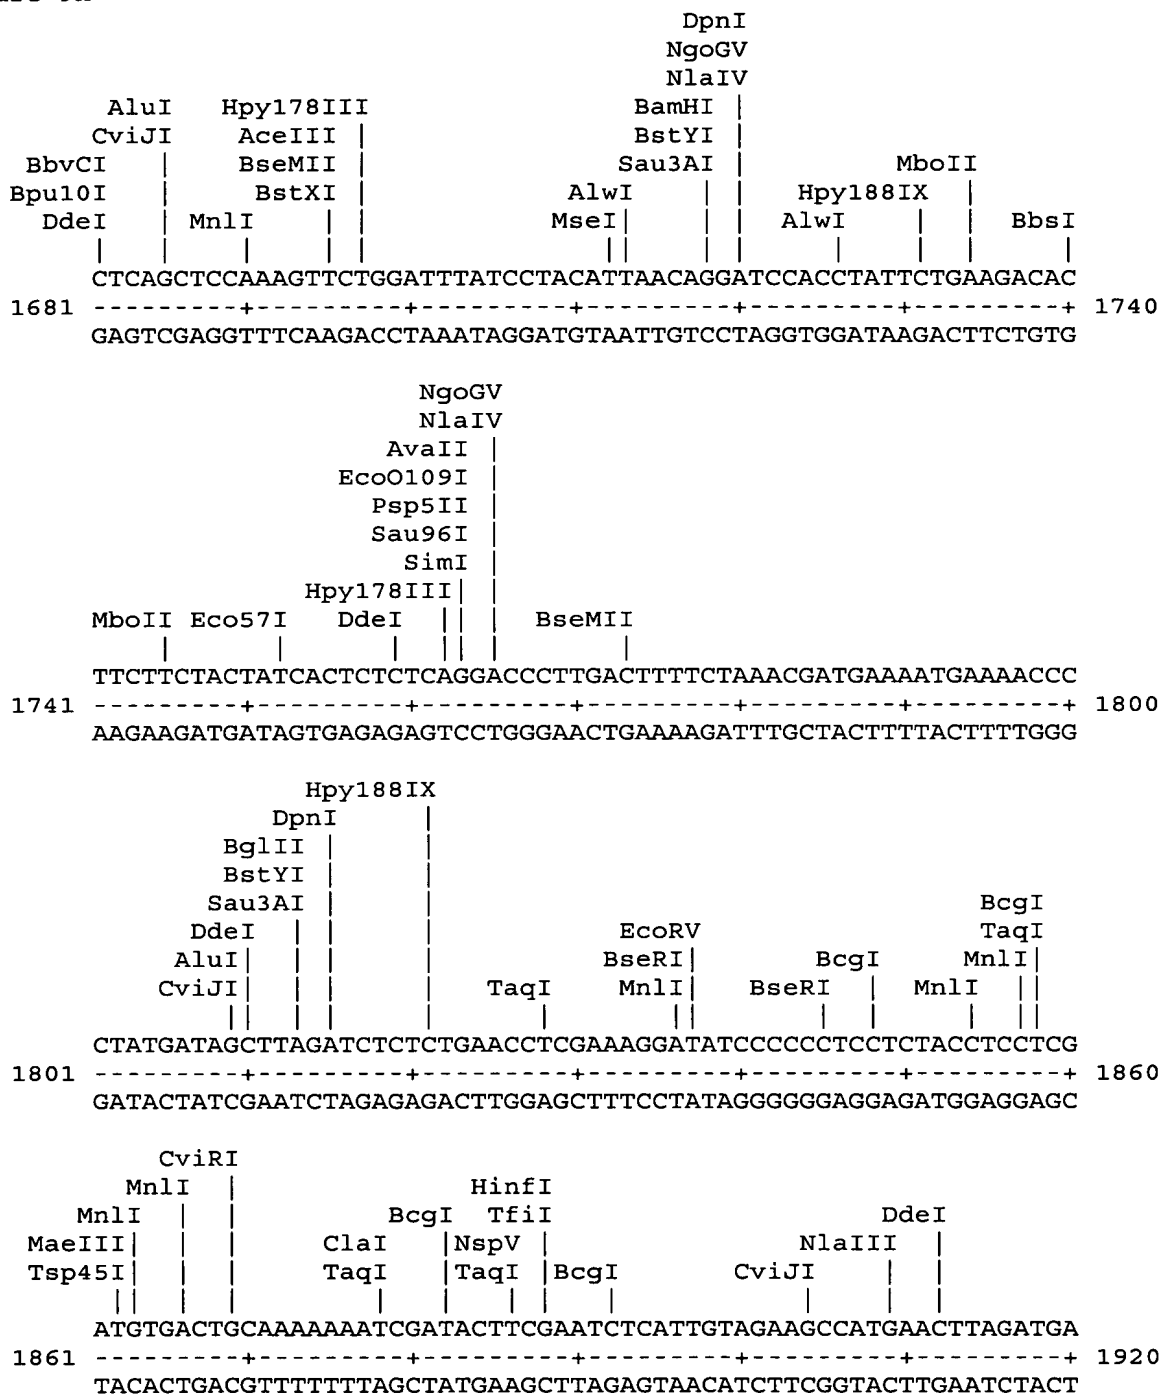 DpnI
NgoGV
NlaIV
AluI Hpy178III BamHI
CviJI AceIII BstYI
BbvCI BseMII Sau3AI MboII
Bpu10I BstXI AlwI Hpy188IX
DdeI MnlI MseI AlwI BbsI
CTCAGCTCCAAAGTTCTGGATTTATCCTACATTAACAGGATCCACCTATTCTGAAGACAC
1681 ---------+---------+---------+---------+---------+---------+ 1740
GAGTCGAGGTTTCAAGACCTAAATAGGATGTAATTGTCCTAGGTGGATAAGACTTCTGTG
NgoGV
NlaIV
AvaII
EcoO109I
Psp5II
Sau96I
SimI
Hpy178III
MboII Eco57I DdeI BseMII
TTCTTCTACTATCACTCTCTCAGGACCCTTGACTTTTCTAAACGATGAAAATGAAAACCC
1741 ---------+---------+---------+---------+---------+---------+ 1800
AAGAAGATGATAGTGAGAGAGTCCTGGGAACTGAAAAGATTTGCTACTTTTACTTTTGGG
Hpy188IX
DpnI
BglII
BstYI
Sau3AI BcgI
DdeI EcoRV TaqI
AluI BseRI BcgI MnlI
CviJI TaqI MnlI BseRI MnlI
CTATGATAGCTTAGATCTCTCTGAACCTCGAAAGGATATCCCCCCTCCTCTACCTCCTCG
1801 ---------+---------+---------+---------+---------+---------+ 1860
GATACTATCGAATCTAGAGAGACTTGGAGCTTTCCTATAGGGGGGAGGAGATGGAGGAGC
CviRI
MnlI HinfI
MnlI BcgI TfiI DdeI
MaeIII ClaI NspV NlaIII
Tsp45I TaqI TaqI BcgI CviJI
ATGTGACTGCAAAAAAATCGATACTTCGAATCTCATTGTAGAAGCCATGAACTTAGATGA
1861 ---------+---------+---------+---------+---------+---------+ 1920
TACACTGACGTTTTTTTAGCTATGAAGCTTAGAGTAACATCTTCGGTACTTGAATCTACT